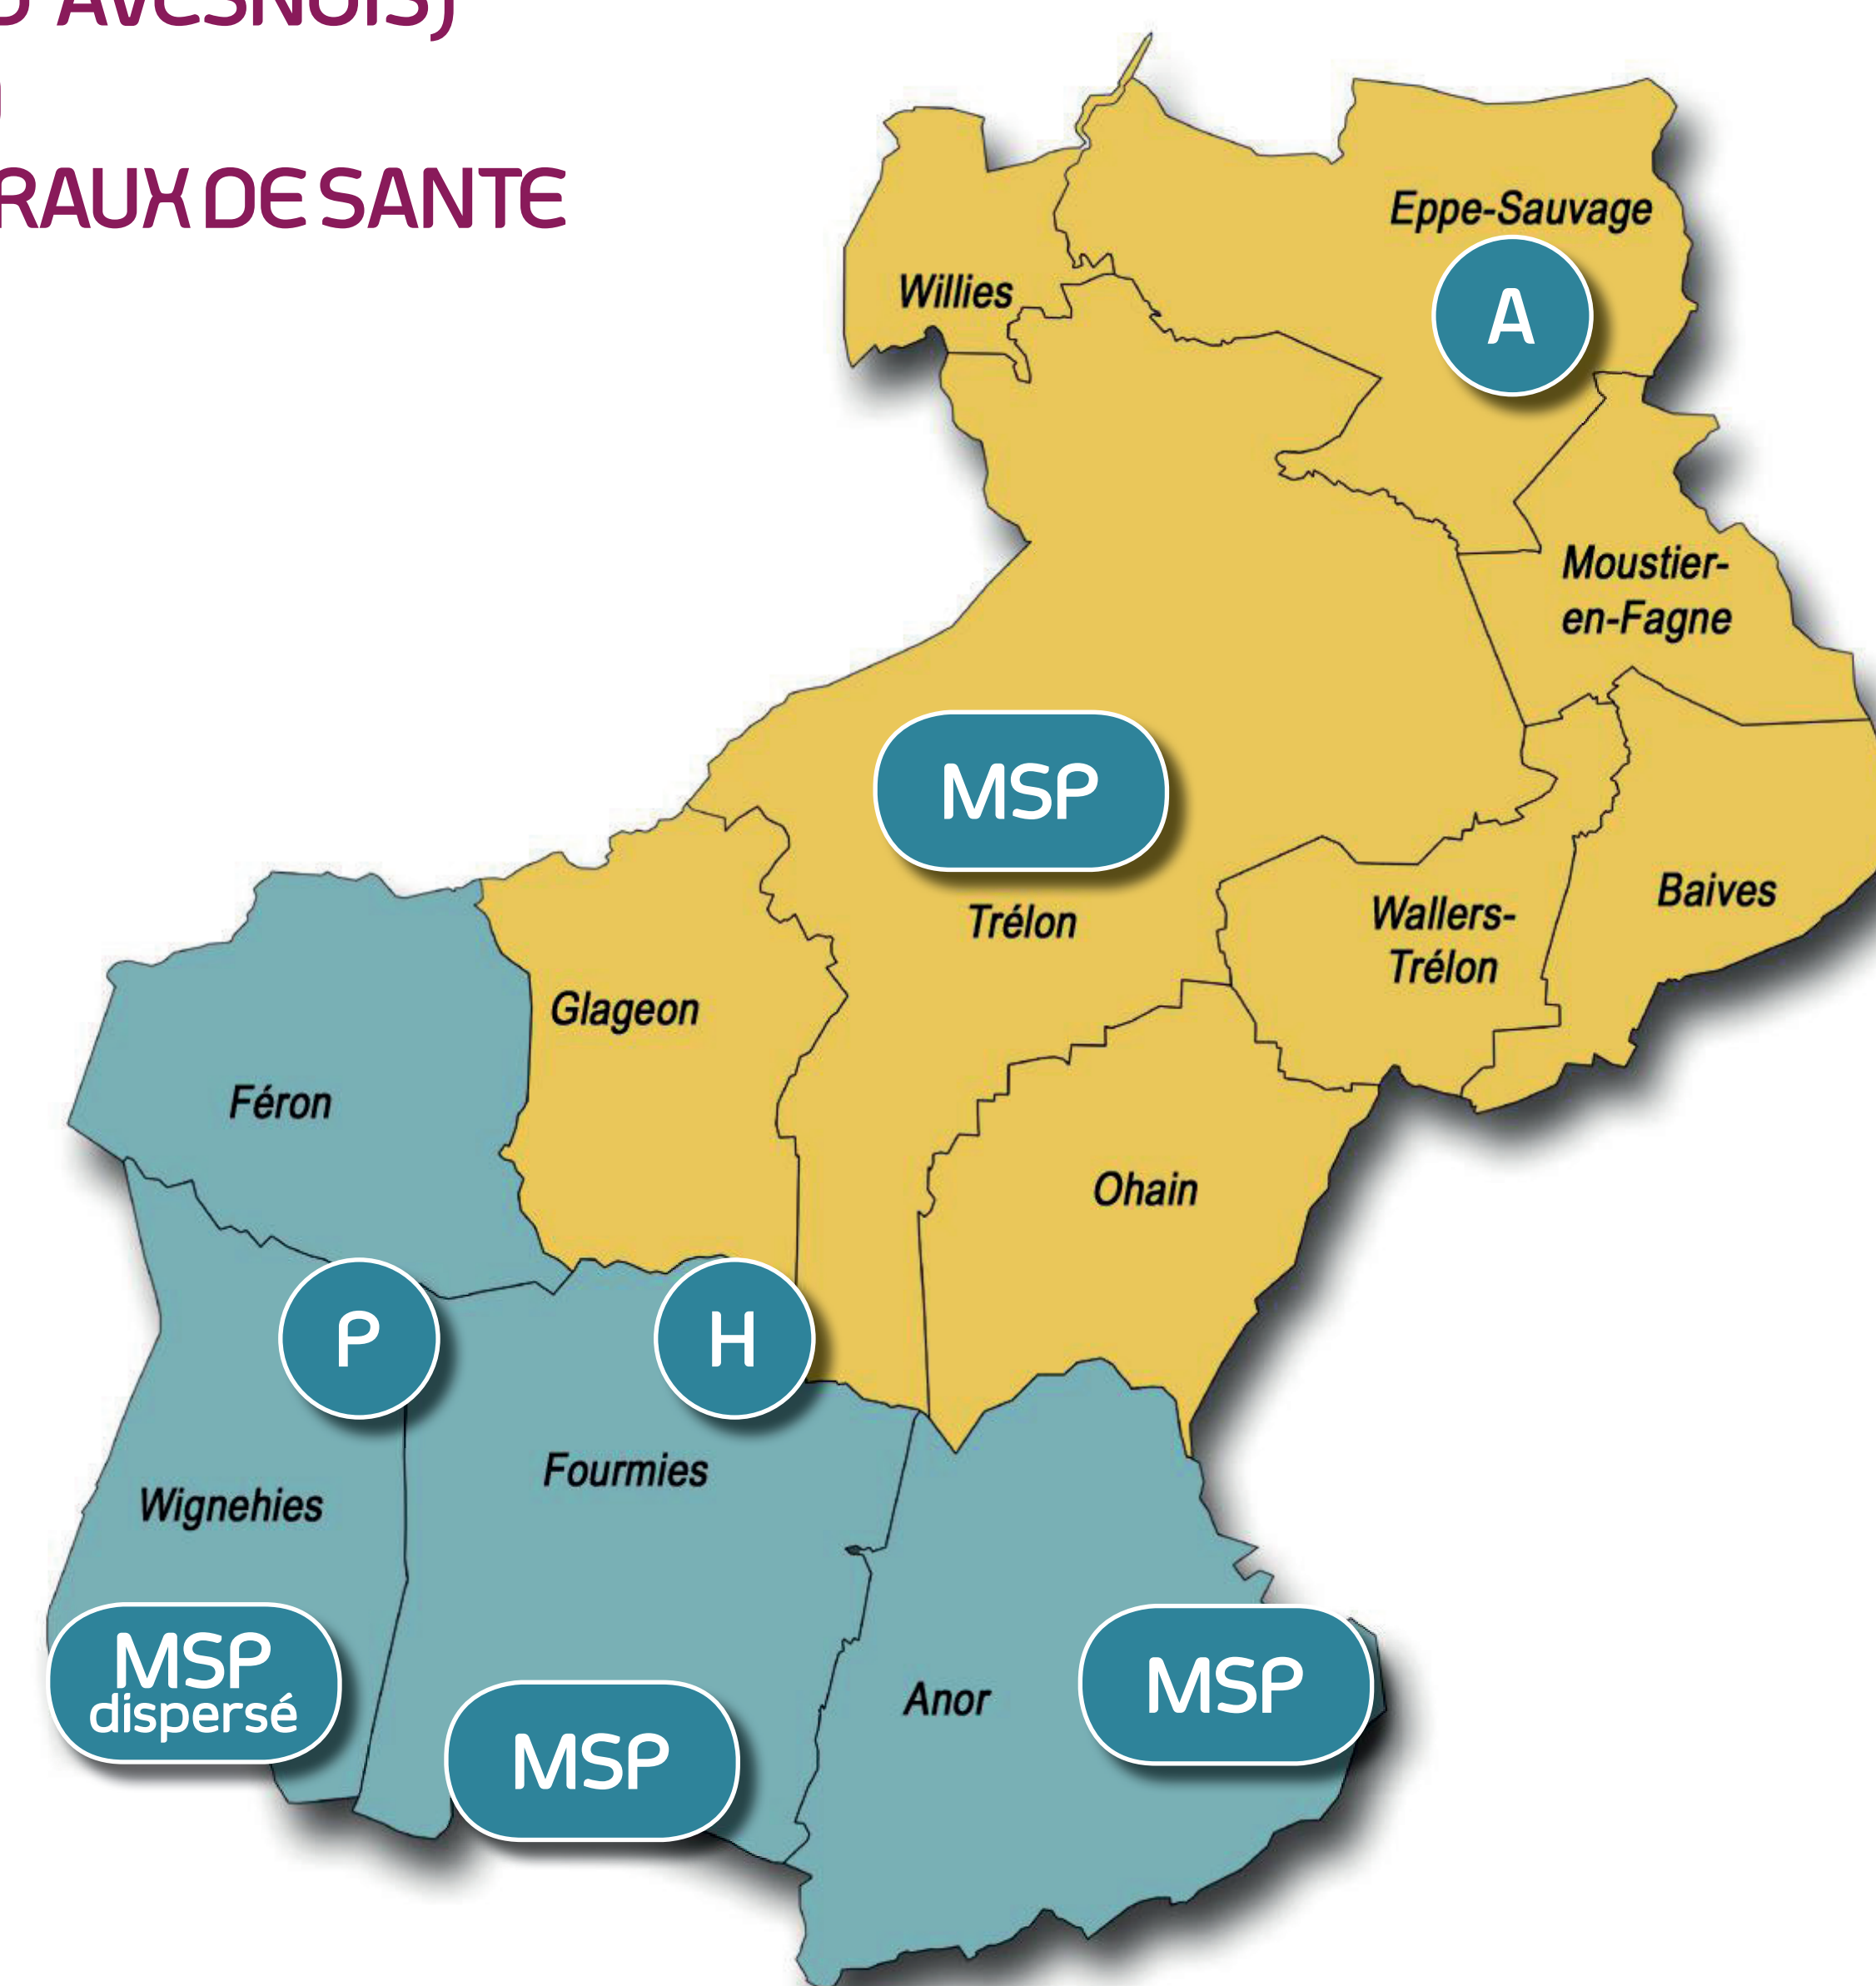 AVESNOIS)
RAUX DE SANTE
Eppe-Sauvage
Willies
A
Moustier-
en-Fagne
MSP
Baives
Wallers-
Trélon
Trélon
Glageon
Féron
Ohain
P
H
Fourmies
Wignehies
MSP
dispersé
MSP
Anor
MSP